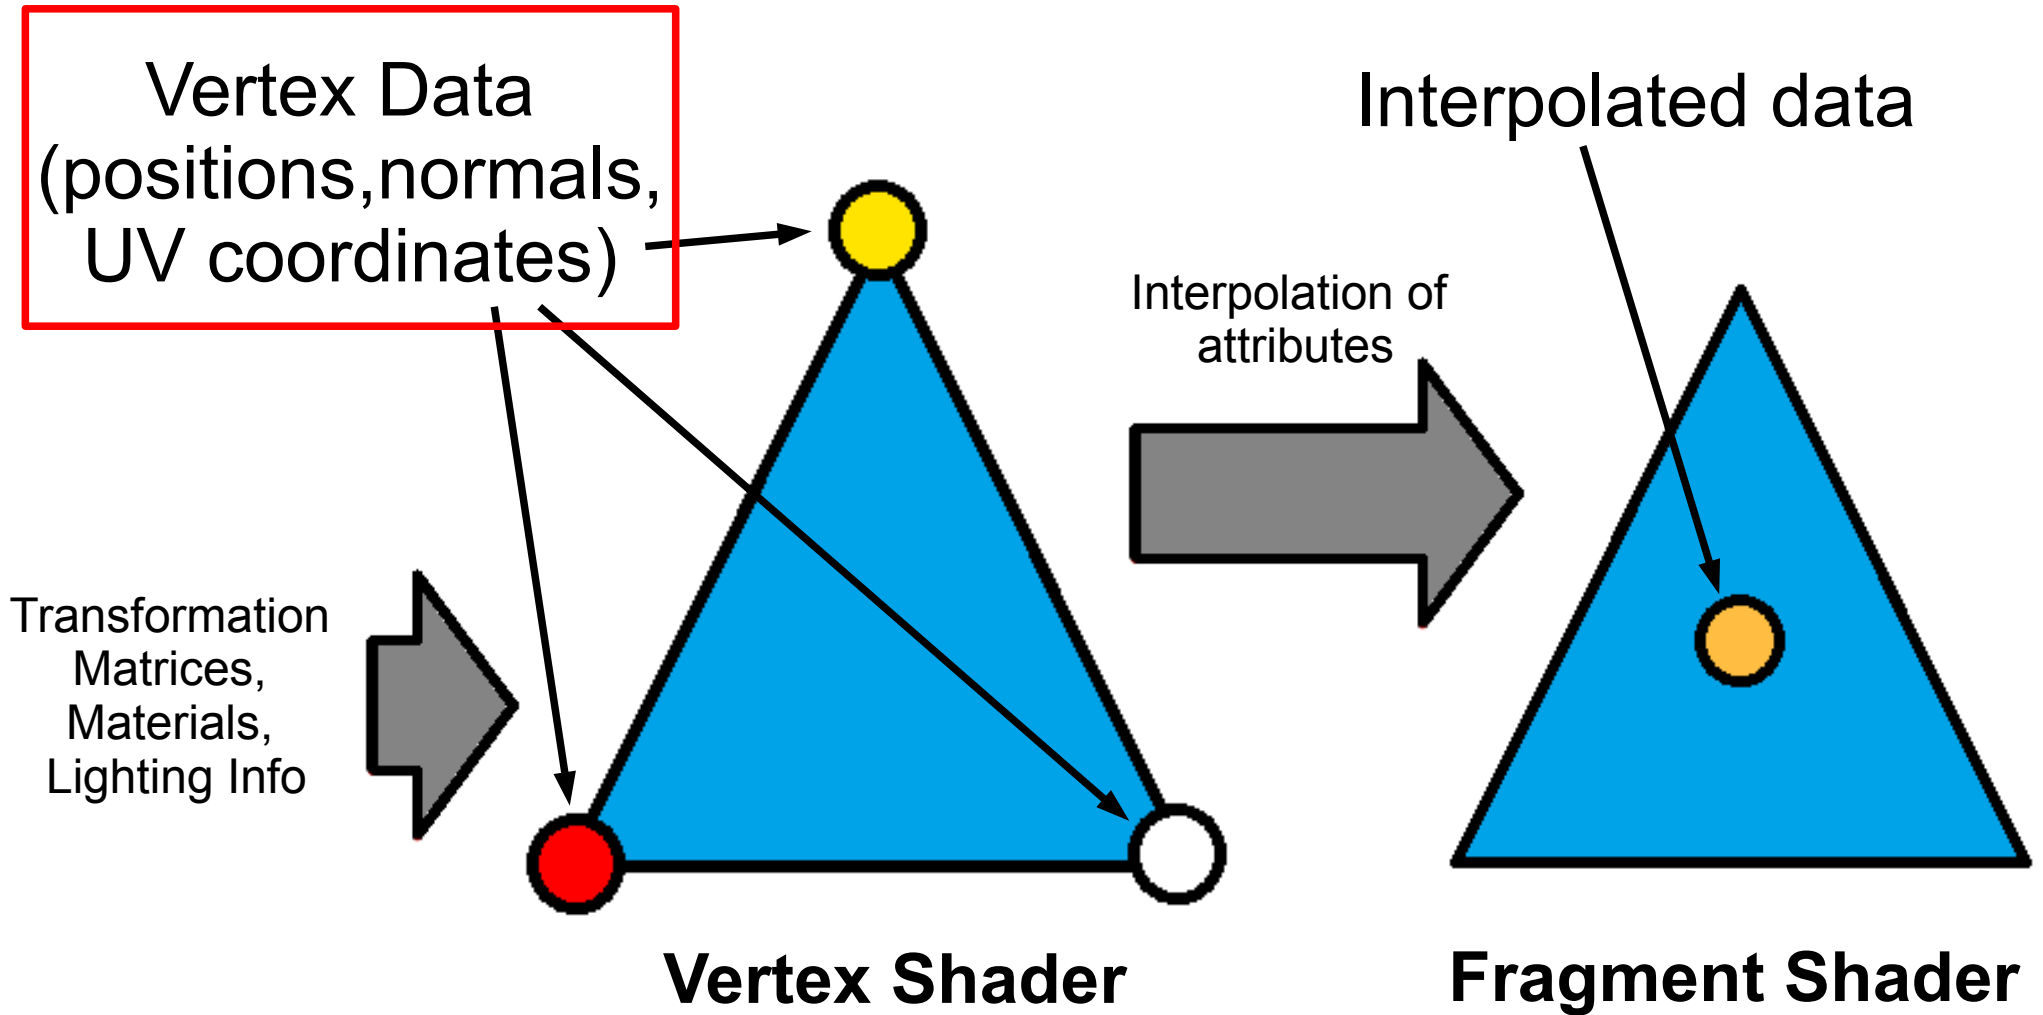 Vertex Data
(positions,normals,
UV coordinates)
Interpolated data
Interpolation of
attributes
Transformation
Matrices,
Materials,
Lighting Info
Vertex Shader
Fragment Shader